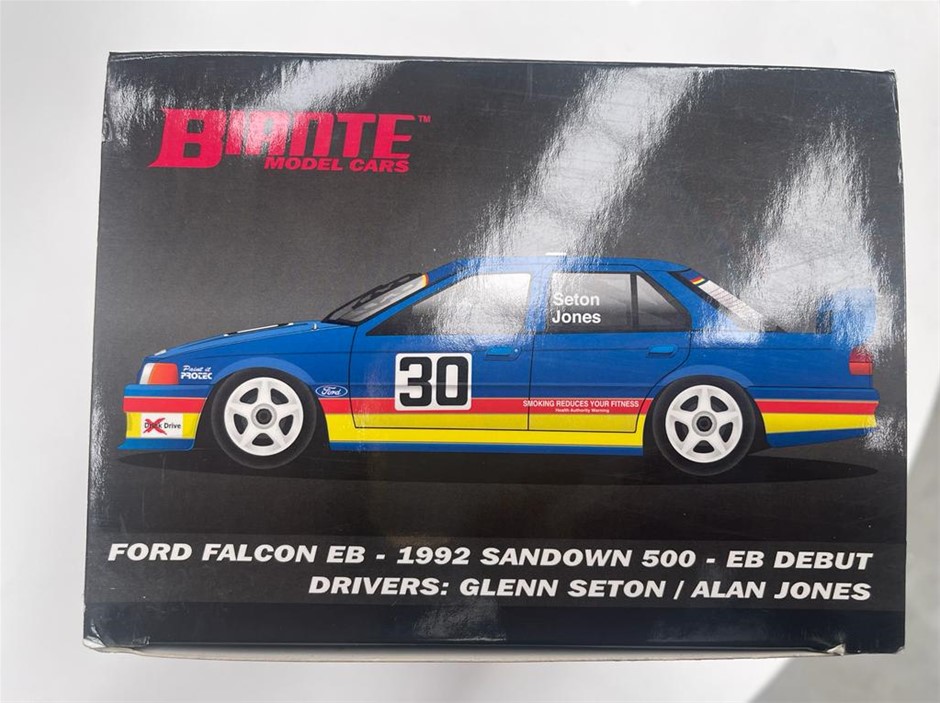 BIANTE™
MODEL CARS
Seton
Jones
Paint it
PROTEC
Ford
30
SMOKING REDUCES YOUR FITNESS
Health Authority Warning
Drive
FORD FALCON EB - 1992 SANDOWN 500 - EB DEBUT
DRIVERS: GLENN SETON / ALAN JONES